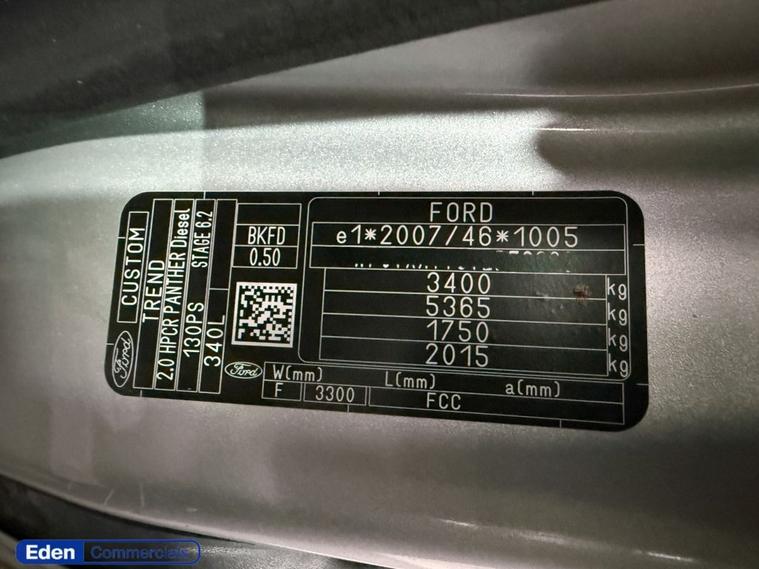 CUSTOM
TREND
2.0 HPCR PANTHER Diesel
130PS STAGE 6.2
340L
BKFD
0.50
Ford
Ford
FORD
e1*2007/46*1005
3400 kg
5365 kg
1750 kg
2015 kg
W(mm) L(mm) a(mm)
F 3300 FCC
Eden Commercials